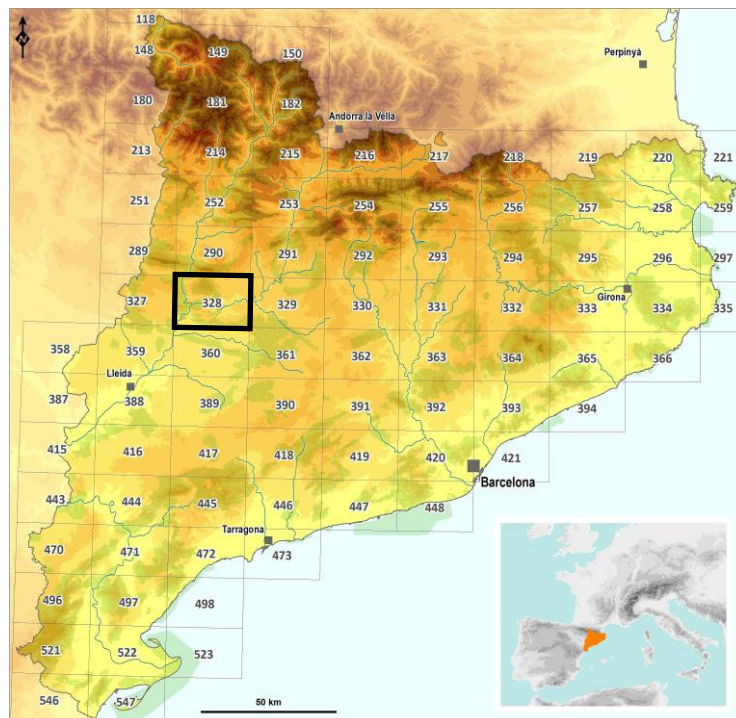 118
N
148 149 150
Perpinyà
180 181 182
Andorra la Vella
213 214 215 216 217 218 219 220 221
251 252 253 254 255 256 257 258 259
289 290 291 292 293 294 295 296 297
327 328 329 330 331 332 333 334 335
Girona
358 359 360 361 362 363 364 365 366
Lleida
387 388 389 390 391 392 393 394
415 416 417 418 419 420 421
Barcelona
443 444 445 446 447 448
Tarragona
470 471 472 473
496 497 498
521 522 523
546 547
50 km